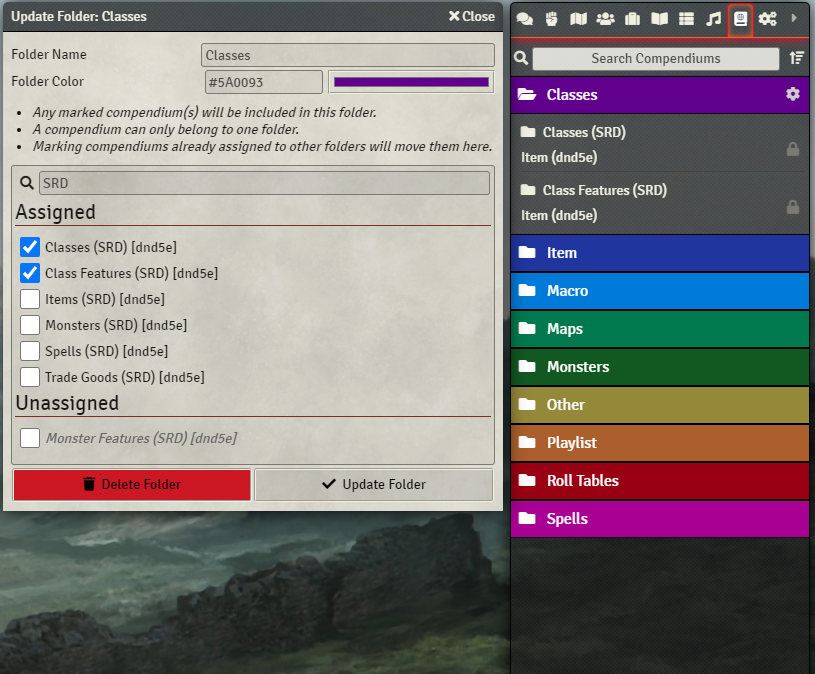 Update Folder: Classes
Close
Folder Name
Classes
Folder Color
#5A0093
Any marked compendium(s) will be included in this folder.
A compendium can only belong to one folder.
Marking compendiums already assigned to other folders will move them here.
SRD
Assigned
Classes (SRD) [dnd5e]
Class Features (SRD) [dnd5e]
Items (SRD) [dnd5e]
Monsters (SRD) [dnd5e]
Spells (SRD) [dnd5e]
Trade Goods (SRD) [dnd5e]
Unassigned
Monster Features (SRD) [dnd5e]
Delete Folder
Update Folder
Search Compendiums
Classes
Classes (SRD)
Item (dnd5e)
Class Features (SRD)
Item (dnd5e)
Item
Macro
Maps
Monsters
Other
Playlist
Roll Tables
Spells